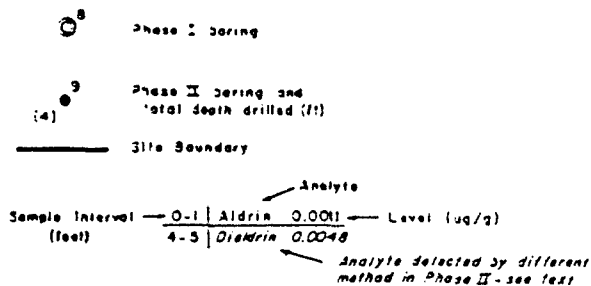 8
Phase I boring
9
(4)
Phase II boring and
total depth drilled (ft)
Site Boundary
Analyte
Sample Interval
(feet)
0-1 | Aldrin 0.0011
Level (ug/g)
4-5 | Dieldrin 0.0048
Analyte detected by different
method in Phase II - see text